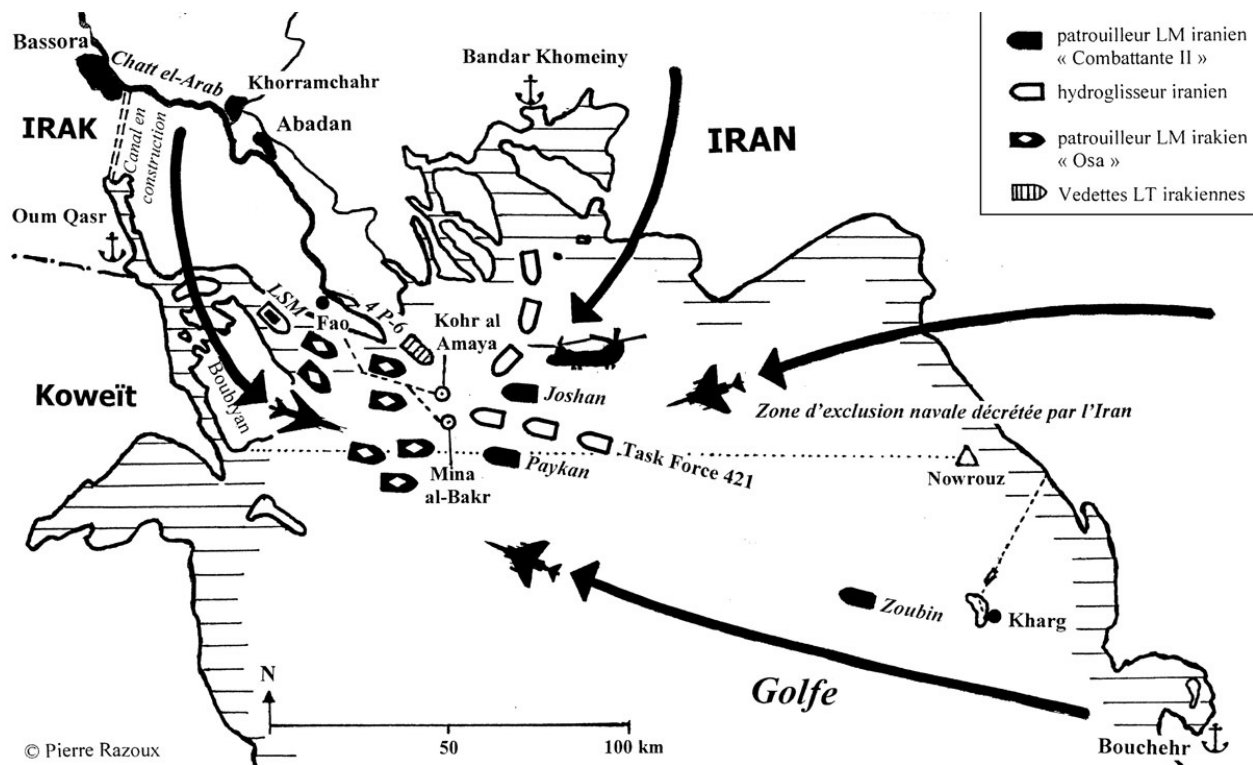 Bassora
Chatt el-Arab
Khorramchahr
Abadan
Bandar Khomeiny
IRAK
IRAN
Canal en
construction
Oum Qasr
LSM
Fao
4 P-6
Kohr al
Amaya
Koweït
Boubiyan
Joshan
Zone d'exclusion navale décrétée par l'Iran
Mina
al-Bakr
Paykan
Task Force 421
Nowrouz
Zoubin
Kharg
Golfe
Bouchehr
N
50
100 km
© Pierre Razoux
patrouilleur LM iranien
« Combattante II »
hydroglisseur iranien
patrouilleur LM irakien
« Osa »
Vedettes LT irakiennes